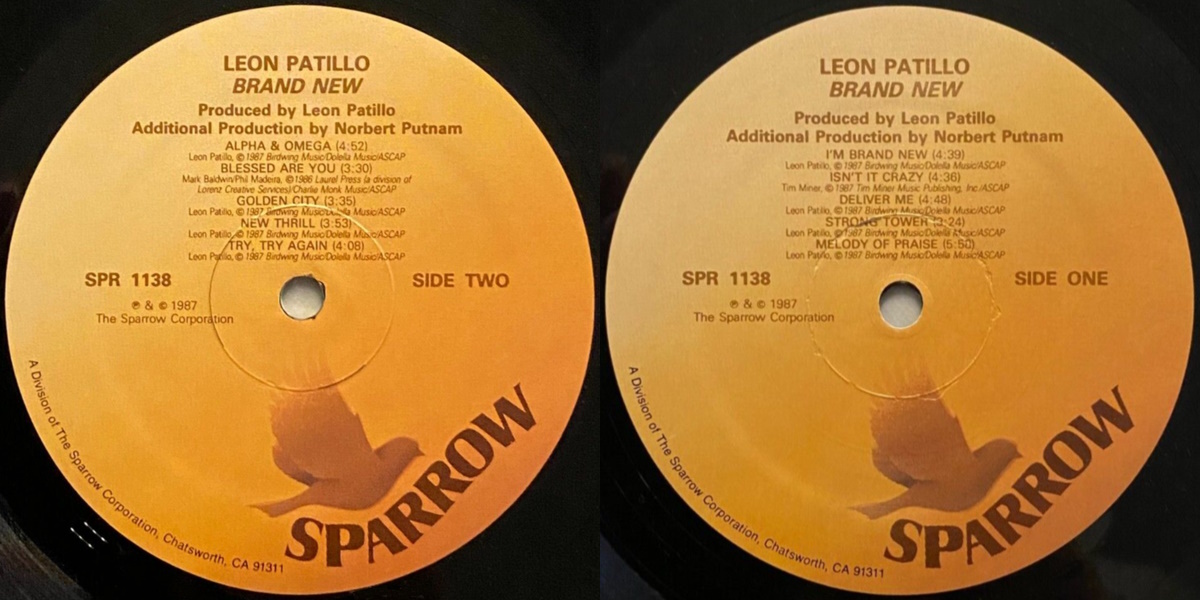 LEON PATILLO
BRAND NEW
Produced by Leon Patillo
Additional Production by Norbert Putnam
ALPHA & OMEGA (4:52)
Leon Patillo, © 1987 Birdwing Music/Dolella Music/ASCAP
BLESSED ARE YOU (3:30)
Mark Baldwin/Phil Madeira, © 1986 Laurel Press (a division of
Lorenz Creative Services)/Charlie Monk Music/ASCAP
GOLDEN CITY (3:35)
Leon Patillo, © 1987 Birdwing Music/Dolella Music/ASCAP
NEW THRILL (3:53)
Leon Patillo, © 1987 Birdwing Music/Dolella Music/ASCAP
TRY, TRY AGAIN (4:08)
Leon Patillo, © 1987 Birdwing Music/Dolella Music/ASCAP
SPR 1138
SIDE TWO
℗ & © 1987
The Sparrow Corporation
SPARROW
A Division of The Sparrow Corporation, Chatsworth, CA 91311
LEON PATILLO
BRAND NEW
Produced by Leon Patillo
Additional Production by Norbert Putnam
I'M BRAND NEW (4:39)
Leon Patillo, © 1987 Birdwing Music/Dolella Music/ASCAP
ISN'T IT CRAZY (4:36)
Tim Miner, © 1987 Tim Miner Music Publishing, Inc./ASCAP
DELIVER ME (4:48)
Leon Patillo, © 1987 Birdwing Music/Dolella Music/ASCAP
STRONG TOWER (3:24)
Leon Patillo, © 1987 Birdwing Music/Dolella Music/ASCAP
MELODY OF PRAISE (5:50)
Leon Patillo, © 1987 Birdwing Music/Dolella Music/ASCAP
SPR 1138
SIDE ONE
℗ & © 1987
The Sparrow Corporation
SPARROW
A Division of The Sparrow Corporation, Chatsworth, CA 91311